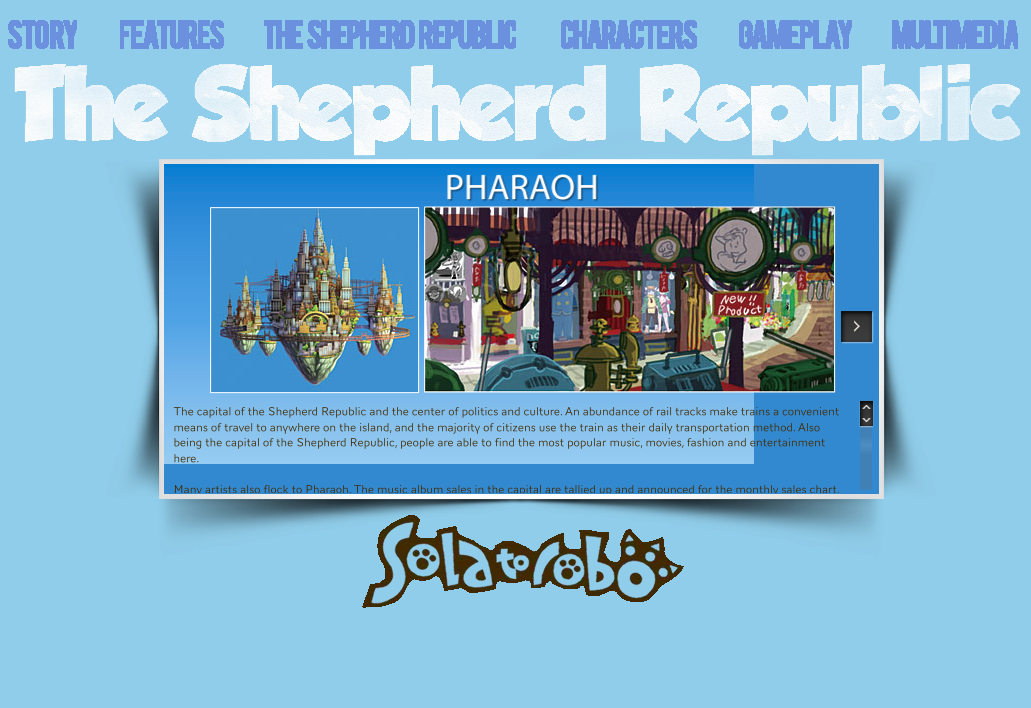 STORY FEATURES THE SHEPHERD REPUBLIC CHARACTERS GAMEPLAY MULTIMEDIA
The Shepherd Republic
PHARAOH
New!!
Product
The capital of the Shepherd Republic and the center of politics and culture. An abundance of rail tracks make trains a convenient
means of travel to anywhere on the island, and the majority of citizens use the train as their daily transportation method. Also
being the capital of the Shepherd Republic, people are able to find the most popular music, movies, fashion and entertainment
here.
Many artists also flock to Pharaoh. The music album sales in the capital are tallied up and announced for the monthly sales chart.
Solatorobo